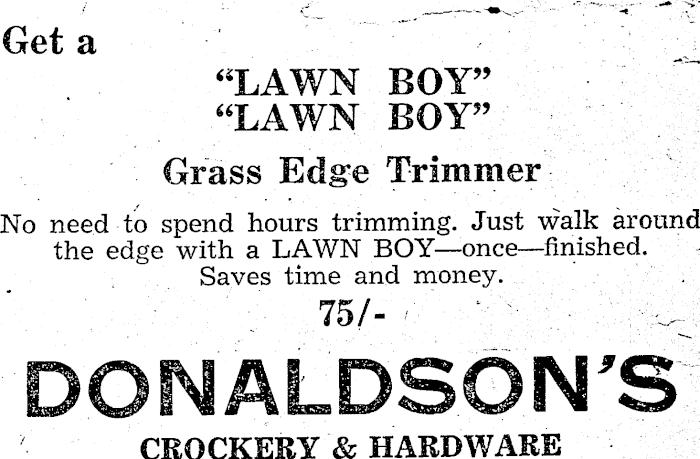 Get a
“LAWN BOY”
“LAWN BOY”
Grass Edge Trimmer
No need to spend hours trimming. Just walk around
the edge with a LAWN BOY—once—finished.
Saves time and money.
75/-
DONALDSON’S
CROCKERY & HARDWARE